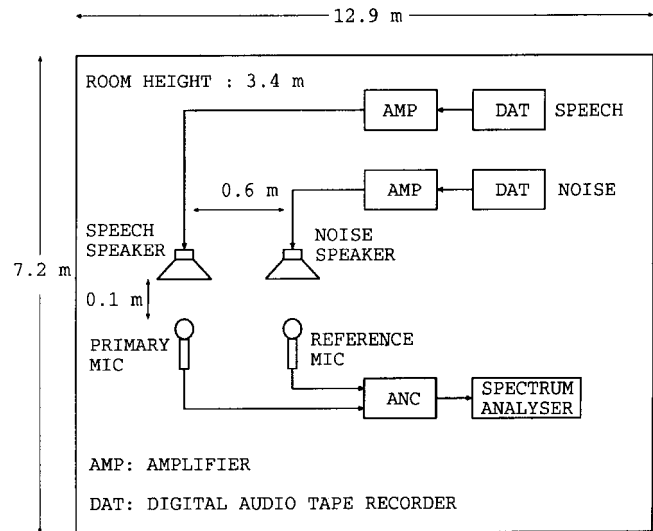 12.9 m
ROOM HEIGHT : 3.4 m
AMP
DAT
SPEECH
0.6 m
AMP
DAT
NOISE
SPEECH
SPEAKER
NOISE
SPEAKER
7.2 m
0.1 m
PRIMARY
MIC
REFERENCE
MIC
ANC
SPECTRUM
ANALYSER
AMP: AMPLIFIER
DAT: DIGITAL AUDIO TAPE RECORDER